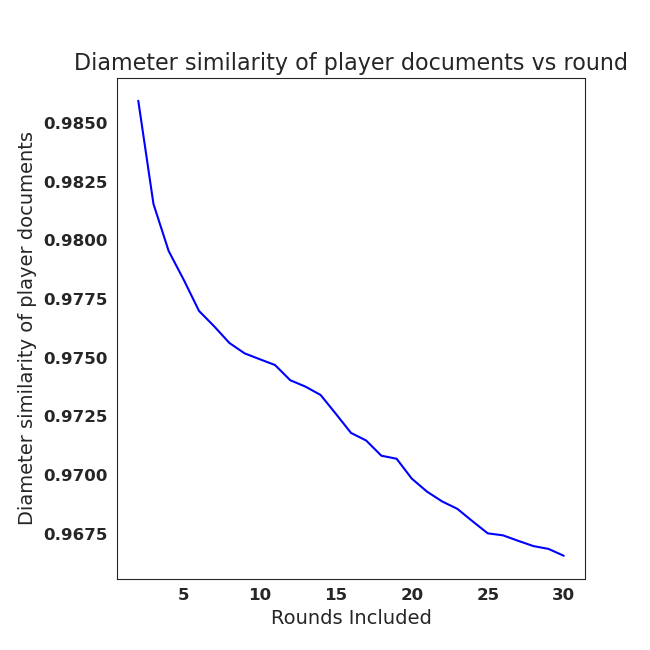 Diameter similarity of player documents vs round
Diameter similarity of player documents
0.9850
0.9825
0.9800
0.9775
0.9750
0.9725
0.9700
0.9675
5 10 15 20 25 30
Rounds Included